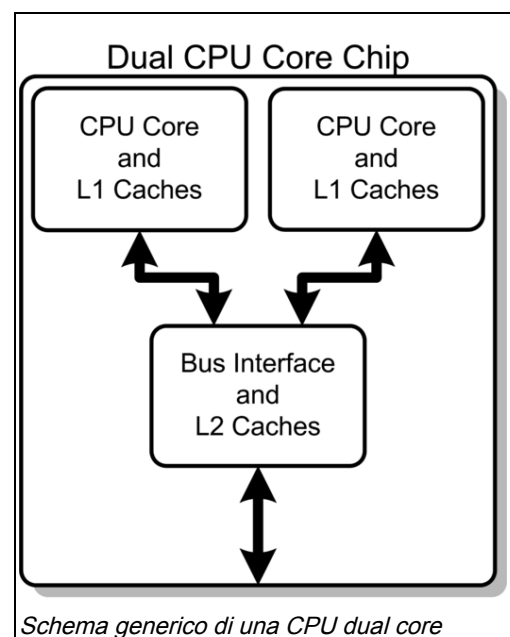 Dual CPU Core Chip
CPU Core
and
L1 Caches
CPU Core
and
L1 Caches
Bus Interface
and
L2 Caches
Schema generico di una CPU dual core